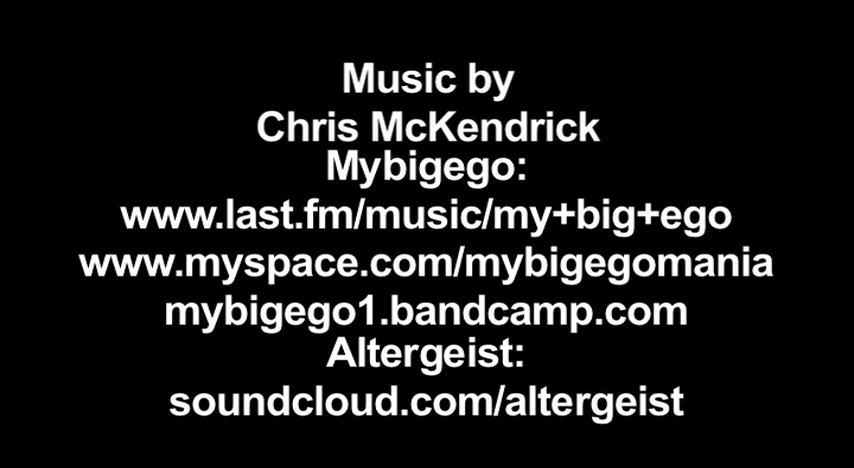 Music by
Chris McKendrick
Mybigego:
www.last.fm/music/my+big+ego
www.myspace.com/mybigegomania
mybigego1.bandcamp.com
Altergeist:
soundcloud.com/altergeist